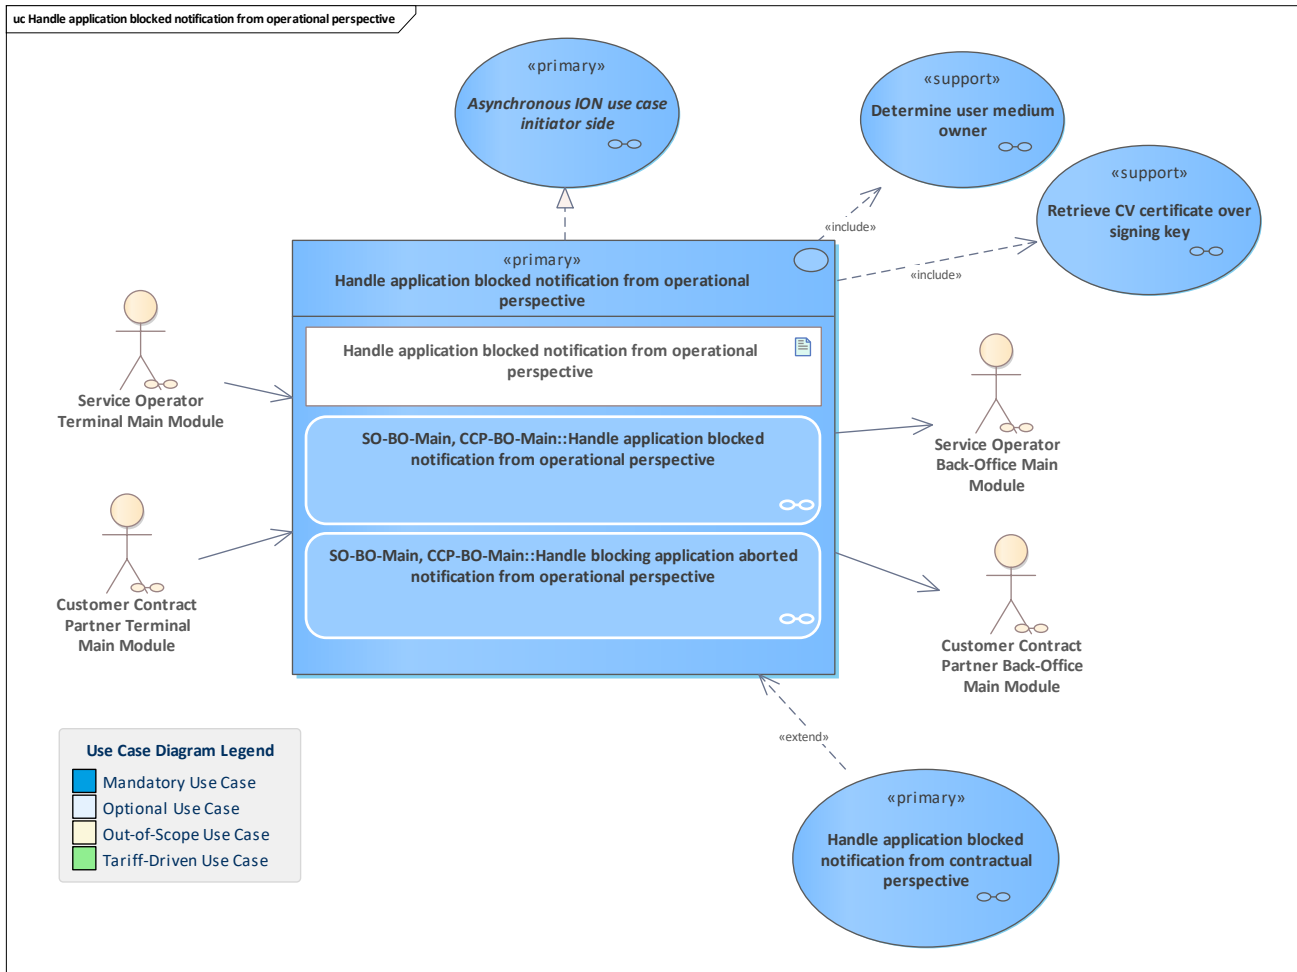 uc Handle application blocked notification from operational perspective
«primary»
Asynchronous ION use case
initiator side
«support»
Determine user medium
owner
«support»
Retrieve CV certificate over
signing key
«include»
«include»
«primary»
Handle application blocked notification from operational
perspective
Handle application blocked notification from operational
perspective
SO-BO-Main, CCP-BO-Main::Handle application blocked
notification from operational perspective
SO-BO-Main, CCP-BO-Main::Handle blocking application aborted
notification from operational perspective
Service Operator
Terminal Main Module
Customer Contract
Partner Terminal
Main Module
Service Operator
Back-Office Main
Module
Customer Contract
Partner Back-Office
Main Module
«extend»
«primary»
Handle application blocked
notification from contractual
perspective
Use Case Diagram Legend
Mandatory Use Case
Optional Use Case
Out-of-Scope Use Case
Tariff-Driven Use Case